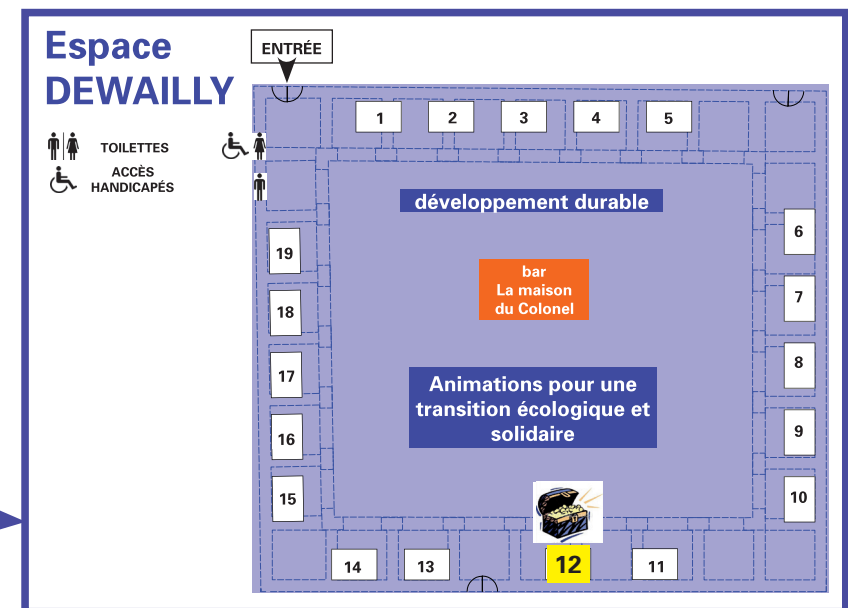 Espace
DEWAILLY
ENTRÉE
TOILETTES
ACCÈS
HANDICAPÉS
1
2
3
4
5
développement durable
6
19
bar
La maison
du Colonel
7
18
8
17
Animations pour une
transition écologique et
solidaire
9
16
10
15
14
13
12
11